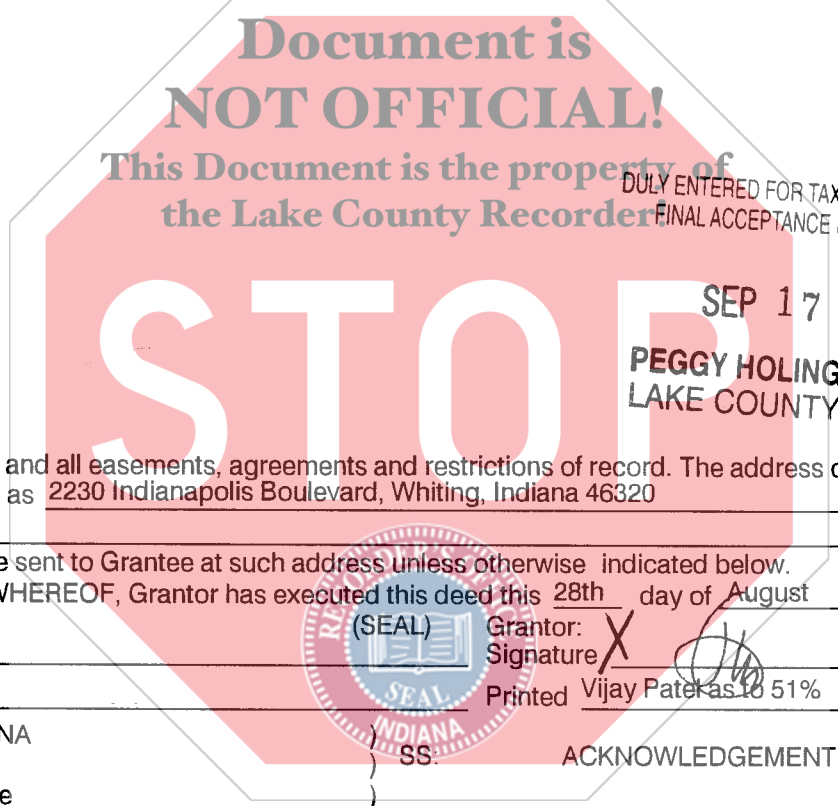 Document is
NOT OFFICIAL!
This Document is the property of
the Lake County Recorder!
DULY ENTERED FOR TAX
FINAL ACCEPTANCE
SEP 17
PEGGY HOLING
LAKE COUNTY
STOP
and all easements, agreements and restrictions of record. The address
as 2230 Indianapolis Boulevard, Whiting, Indiana 46320
sent to Grantee at such address unless otherwise indicated below.
WHEREOF, Grantor has executed this deed this 28th day of August
(SEAL) Grantor:
Signature X
Printed Vijay Patel as to 51%
NA
) SS: ACKNOWLEDGEMENT
)
e )
RECORDER'S OFFICE
SEAL
INDIANA